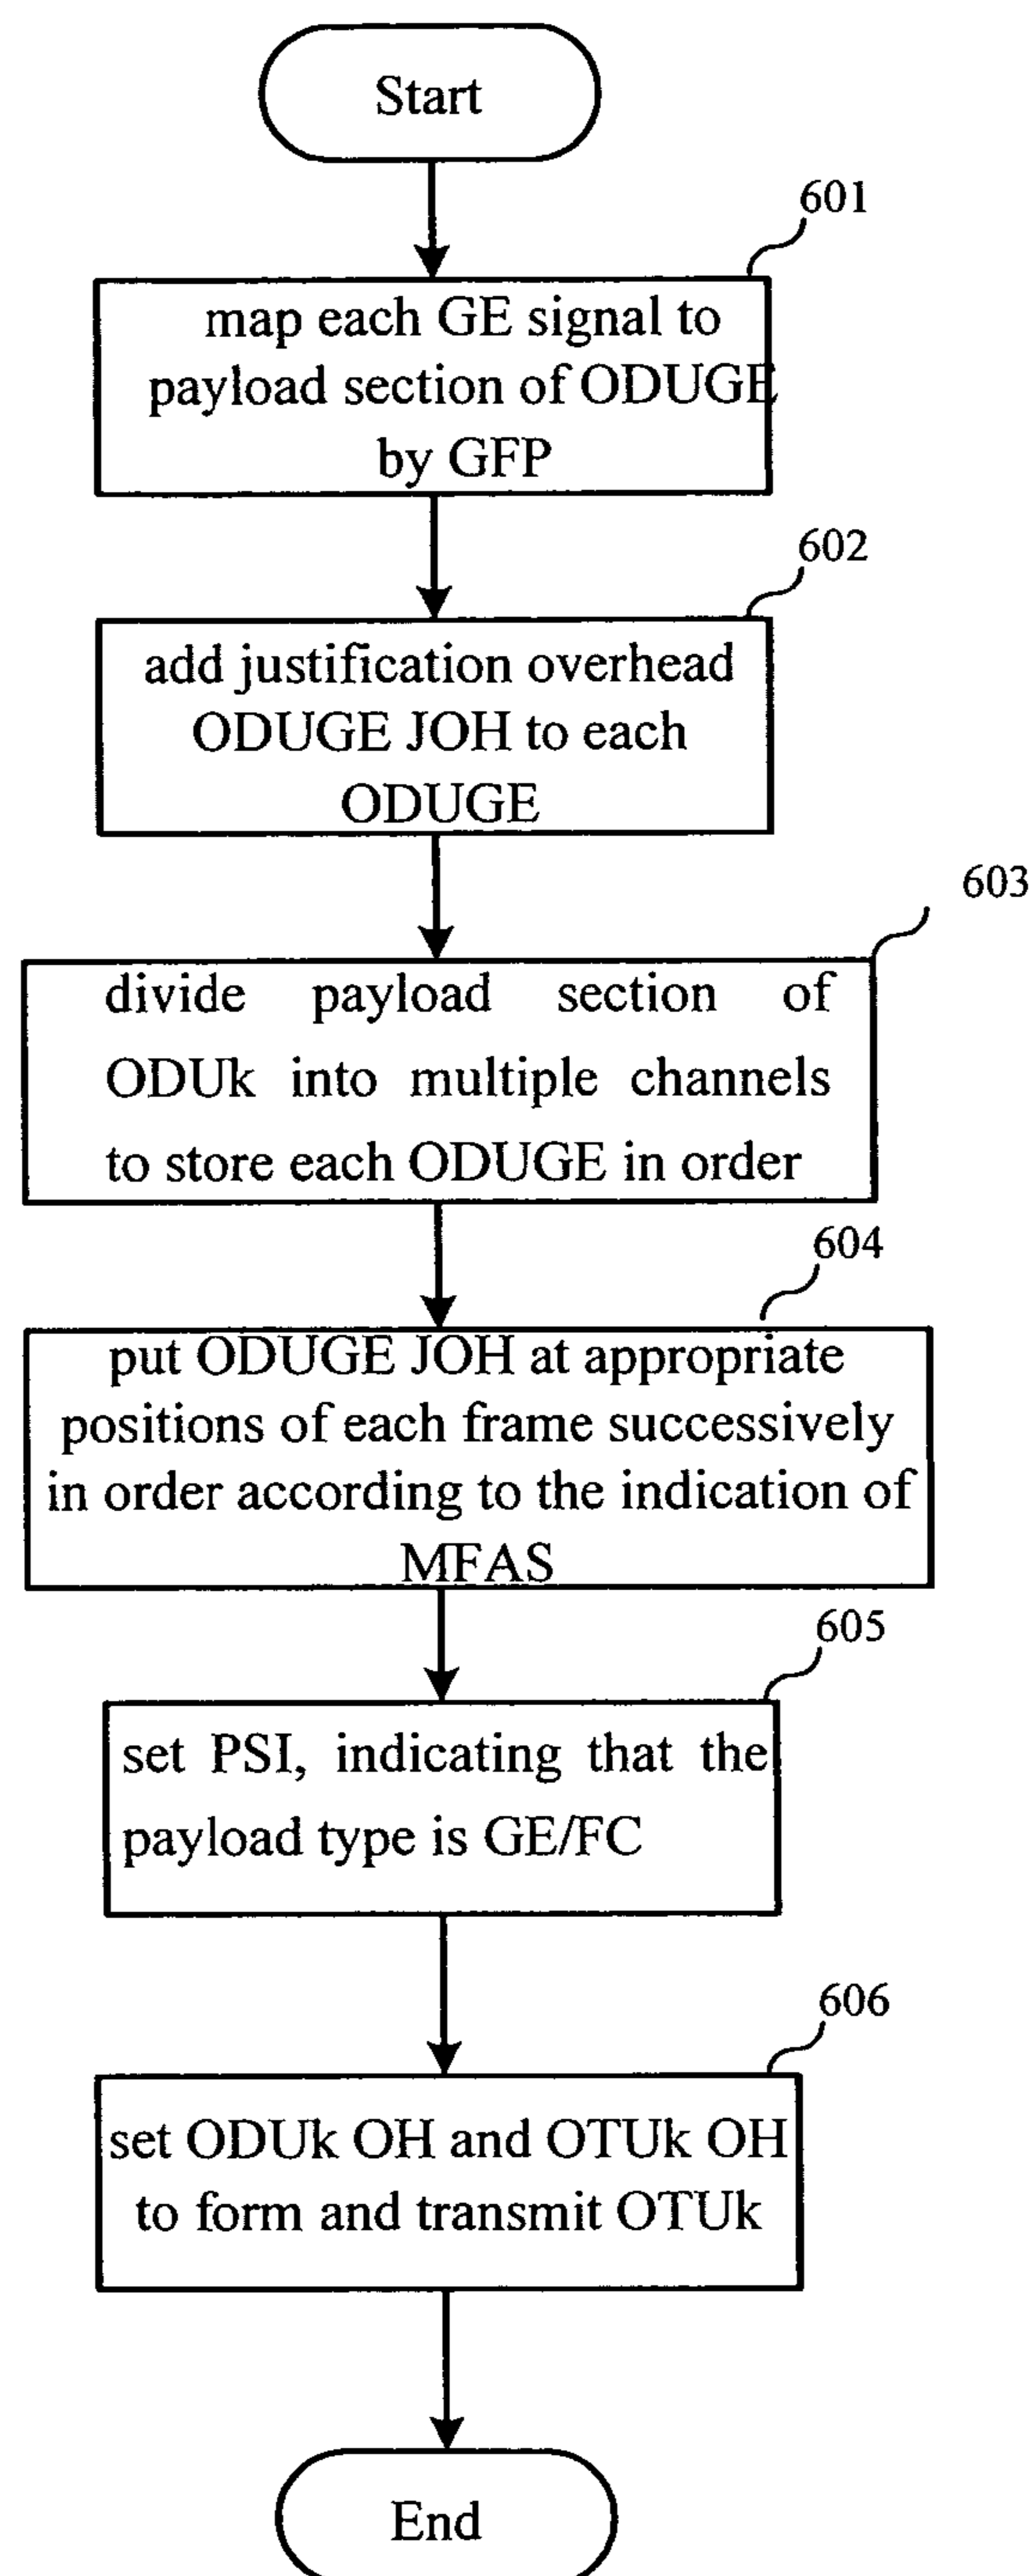 Start
601
map each GE signal to
payload section of ODUGE
by GFP
602
add justification overhead
ODUGE JOH to each
ODUGE
603
divide payload section of
ODUk into multiple channels
to store each ODUGE in order
604
put ODUGE JOH at appropriate
positions of each frame successively
in order according to the indication of
MFAS
605
set PSI, indicating that the
payload type is GE/FC
606
set ODUk OH and OTUk OH
to form and transmit OTUk
End